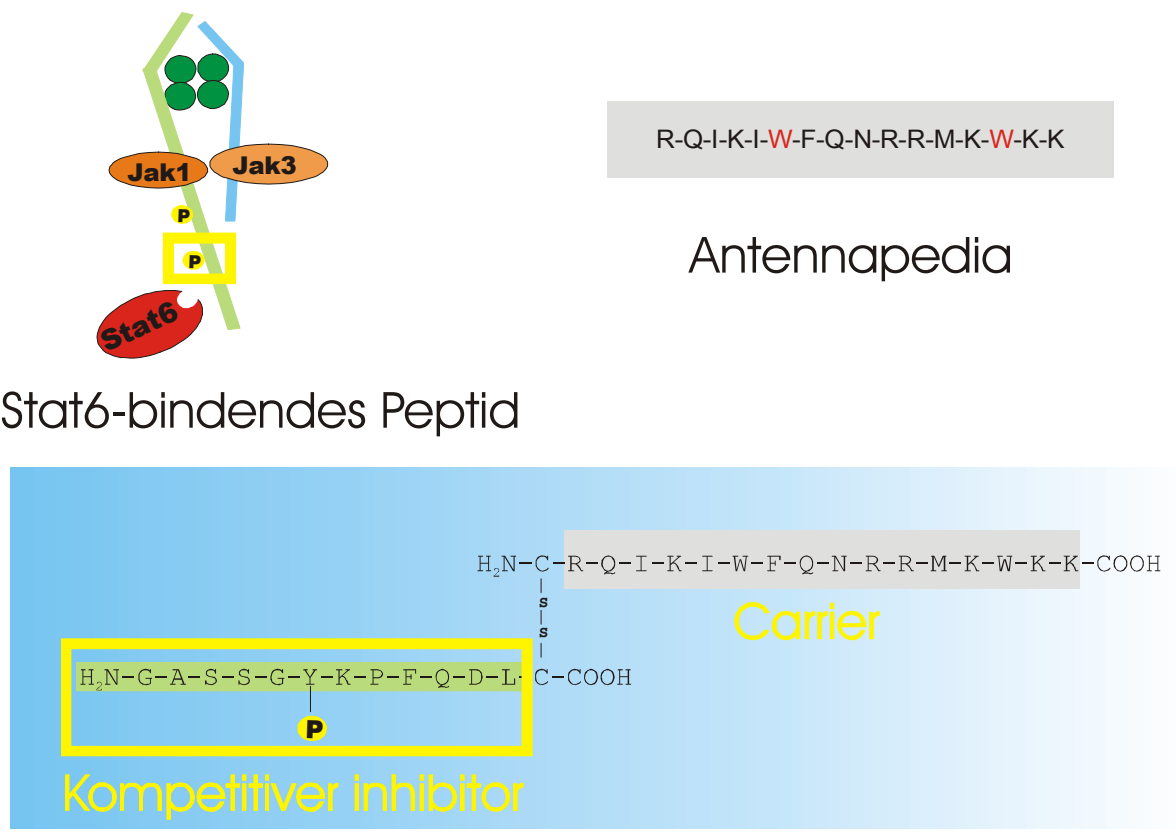 Jak1 Jak3
P
P
Stat6
R-Q-I-K-I-W-F-Q-N-R-R-M-K-W-K-K
Antennapedia
Stat6-bindendes Peptid
H₂N-C-R-Q-I-K-I-W-F-Q-N-R-R-M-K-W-K-K-COOH
s
s
Carrier
H₂N-G-A-S-S-G-Y-K-P-F-Q-D-L-C-COOH
P
Kompetitiver inhibitor